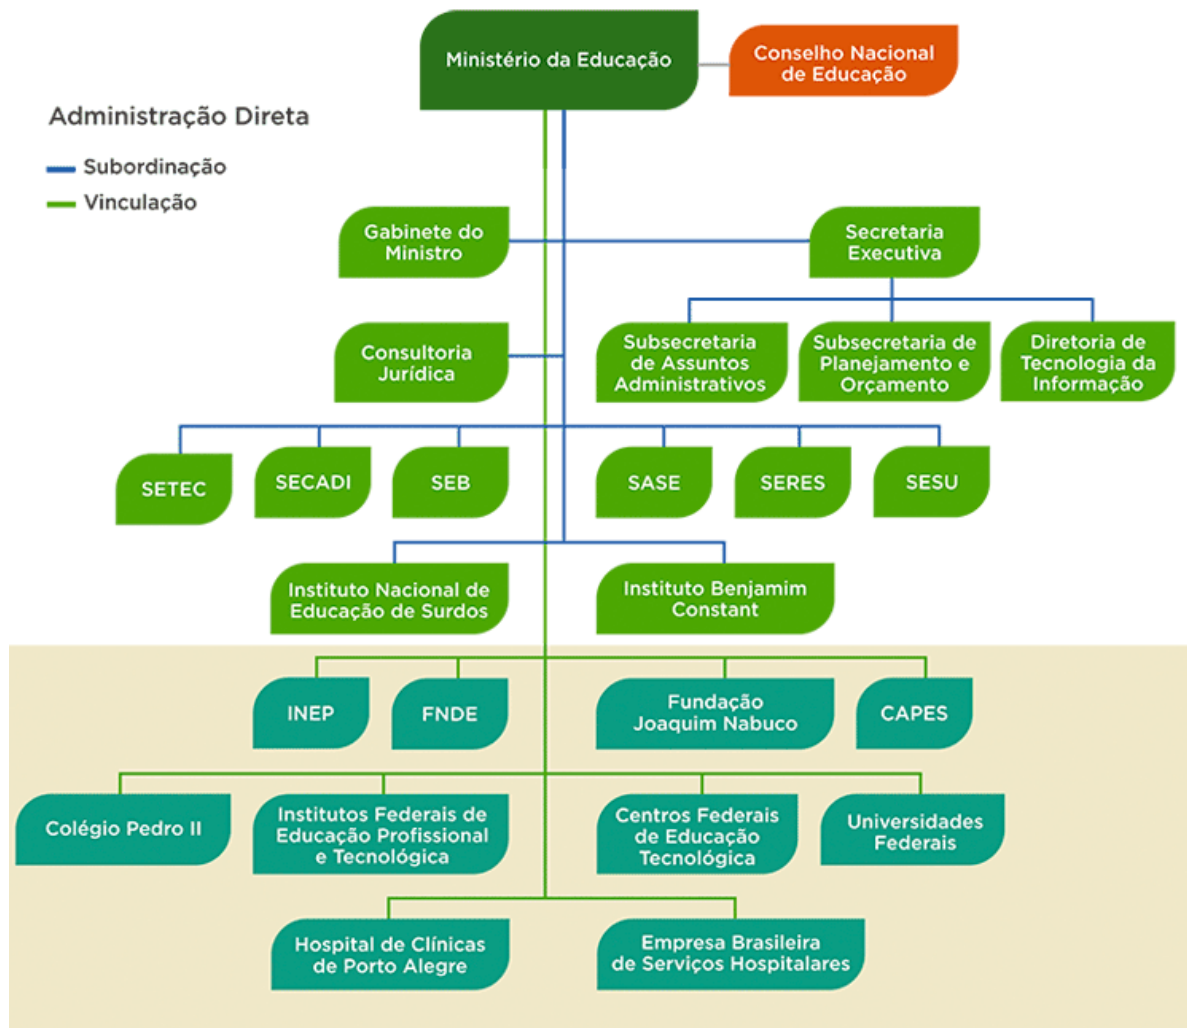 Ministério da Educação
Conselho Nacional
de Educação
Administração Direta
Subordinação
Vinculação
Gabinete do
Ministro
Secretaria
Executiva
Consultoria
Jurídica
Subsecretaria
de Assuntos
Administrativos
Subsecretaria de
Planejamento e
Orçamento
Diretoria de
Tecnologia da
Informação
SETEC
SECADI
SEB
SASE
SERES
SESU
Instituto Nacional de
Educação de Surdos
Instituto Benjamim
Constant
INEP
FNDE
Fundação
Joaquim Nabuco
CAPES
Colégio Pedro II
Institutos Federais de
Educação Profissional
e Tecnológica
Centros Federais
de Educação
Tecnológica
Universidades
Federais
Hospital de Clínicas
de Porto Alegre
Empresa Brasileira
de Serviços Hospitalares